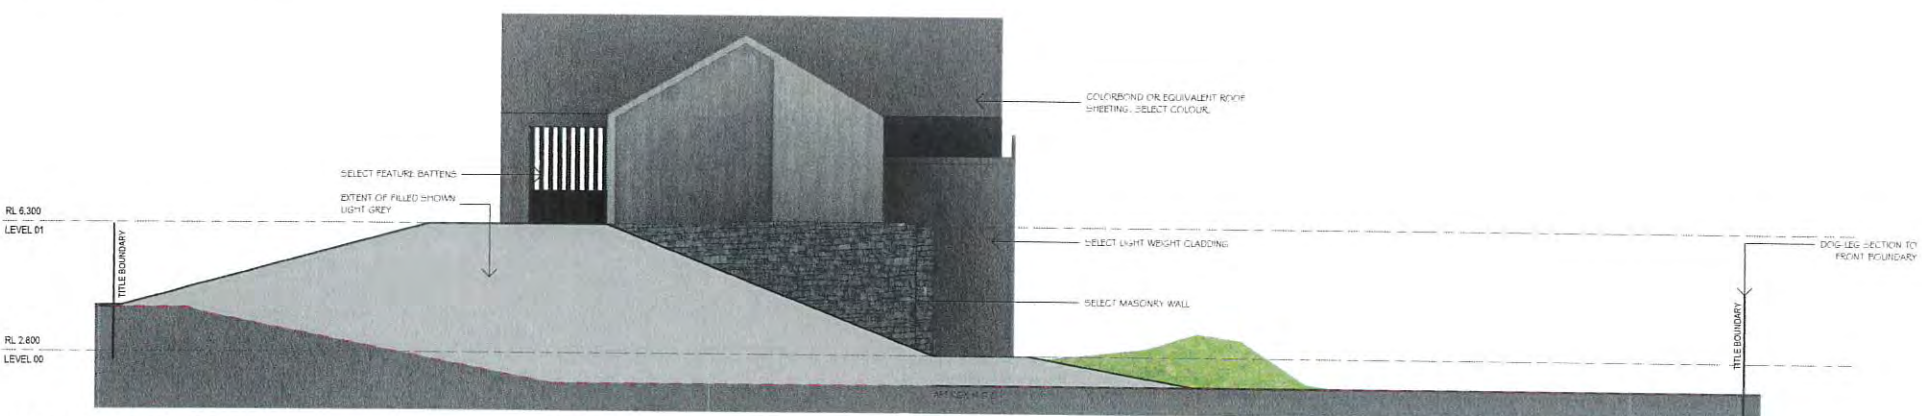 COLORBOND OR EQUIVALENT ROOF
SHEETING. SELECT COLOUR.
SELECT FEATURE BATTENS
EXTENT OF FILLED SHOWN
LIGHT GREY
RL 6.300
LEVEL 01
TITLE BOUNDARY
SELECT LIGHT WEIGHT CLADDING
DOG-LEG SECTION TO
FRONT BOUNDARY
SELECT MASONRY WALL
TITLE BOUNDARY
RL 2.800
LEVEL 00